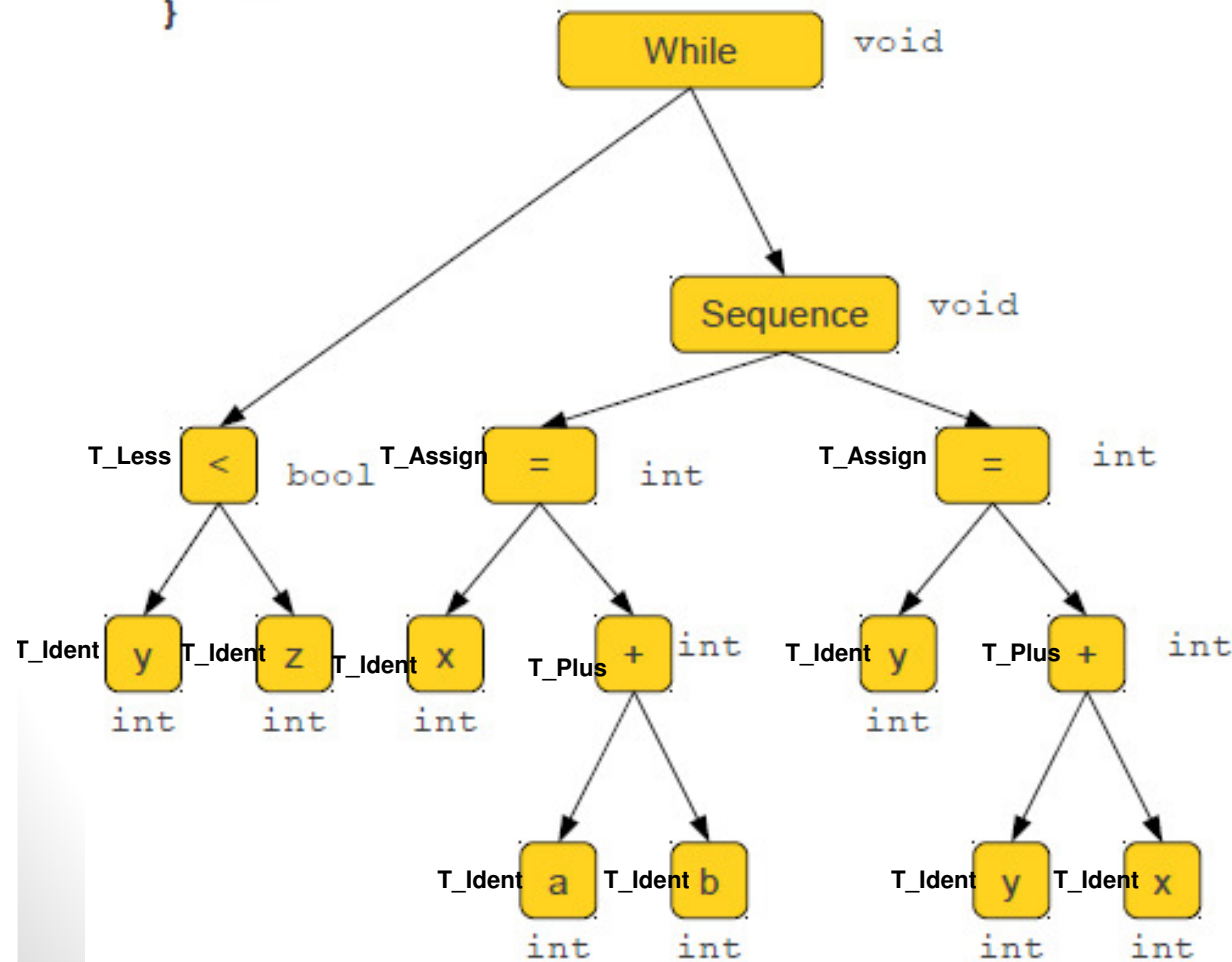 }
While void
Sequence void
T_Less < bool T_Assign = int T_Assign = int
T_Ident y T_Ident z T_Ident x T_Plus + int T_Ident y T_Plus + int
int int int int
T_Ident a T_Ident b T_Ident y T_Ident x
int int int int